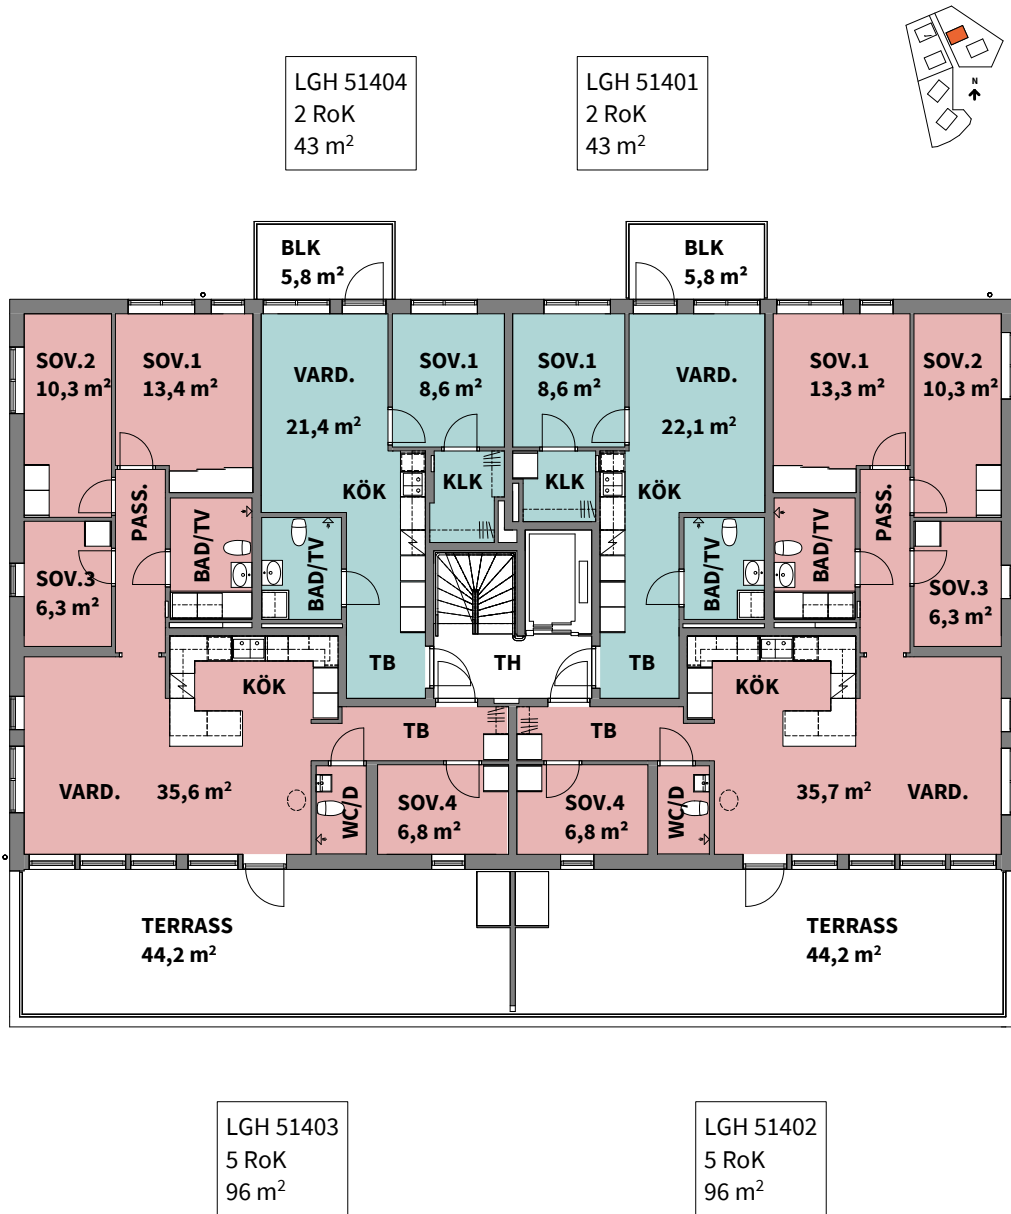 LGH 51404
2 RoK
43 m²
LGH 51401
2 RoK
43 m²
N
BLK
5,8 m²
BLK
5,8 m²
SOV.2
10,3 m²
SOV.1
13,4 m²
VARD.
21,4 m²
SOV.1
8,6 m²
SOV.1
8,6 m²
VARD.
22,1 m²
SOV.1
13,3 m²
SOV.2
10,3 m²
PASS.
BAD/TV
KÖK
KLK
KLK
KÖK
BAD/TV
PASS.
SOV.3
6,3 m²
BAD/TV
BAD/TV
SOV.3
6,3 m²
TB
TH
TB
KÖK
KÖK
TB
TB
VARD.
35,6 m²
WC/D
SOV.4
6,8 m²
SOV.4
6,8 m²
WC/D
35,7 m²
VARD.
TERRASS
44,2 m²
TERRASS
44,2 m²
LGH 51403
5 RoK
96 m²
LGH 51402
5 RoK
96 m²